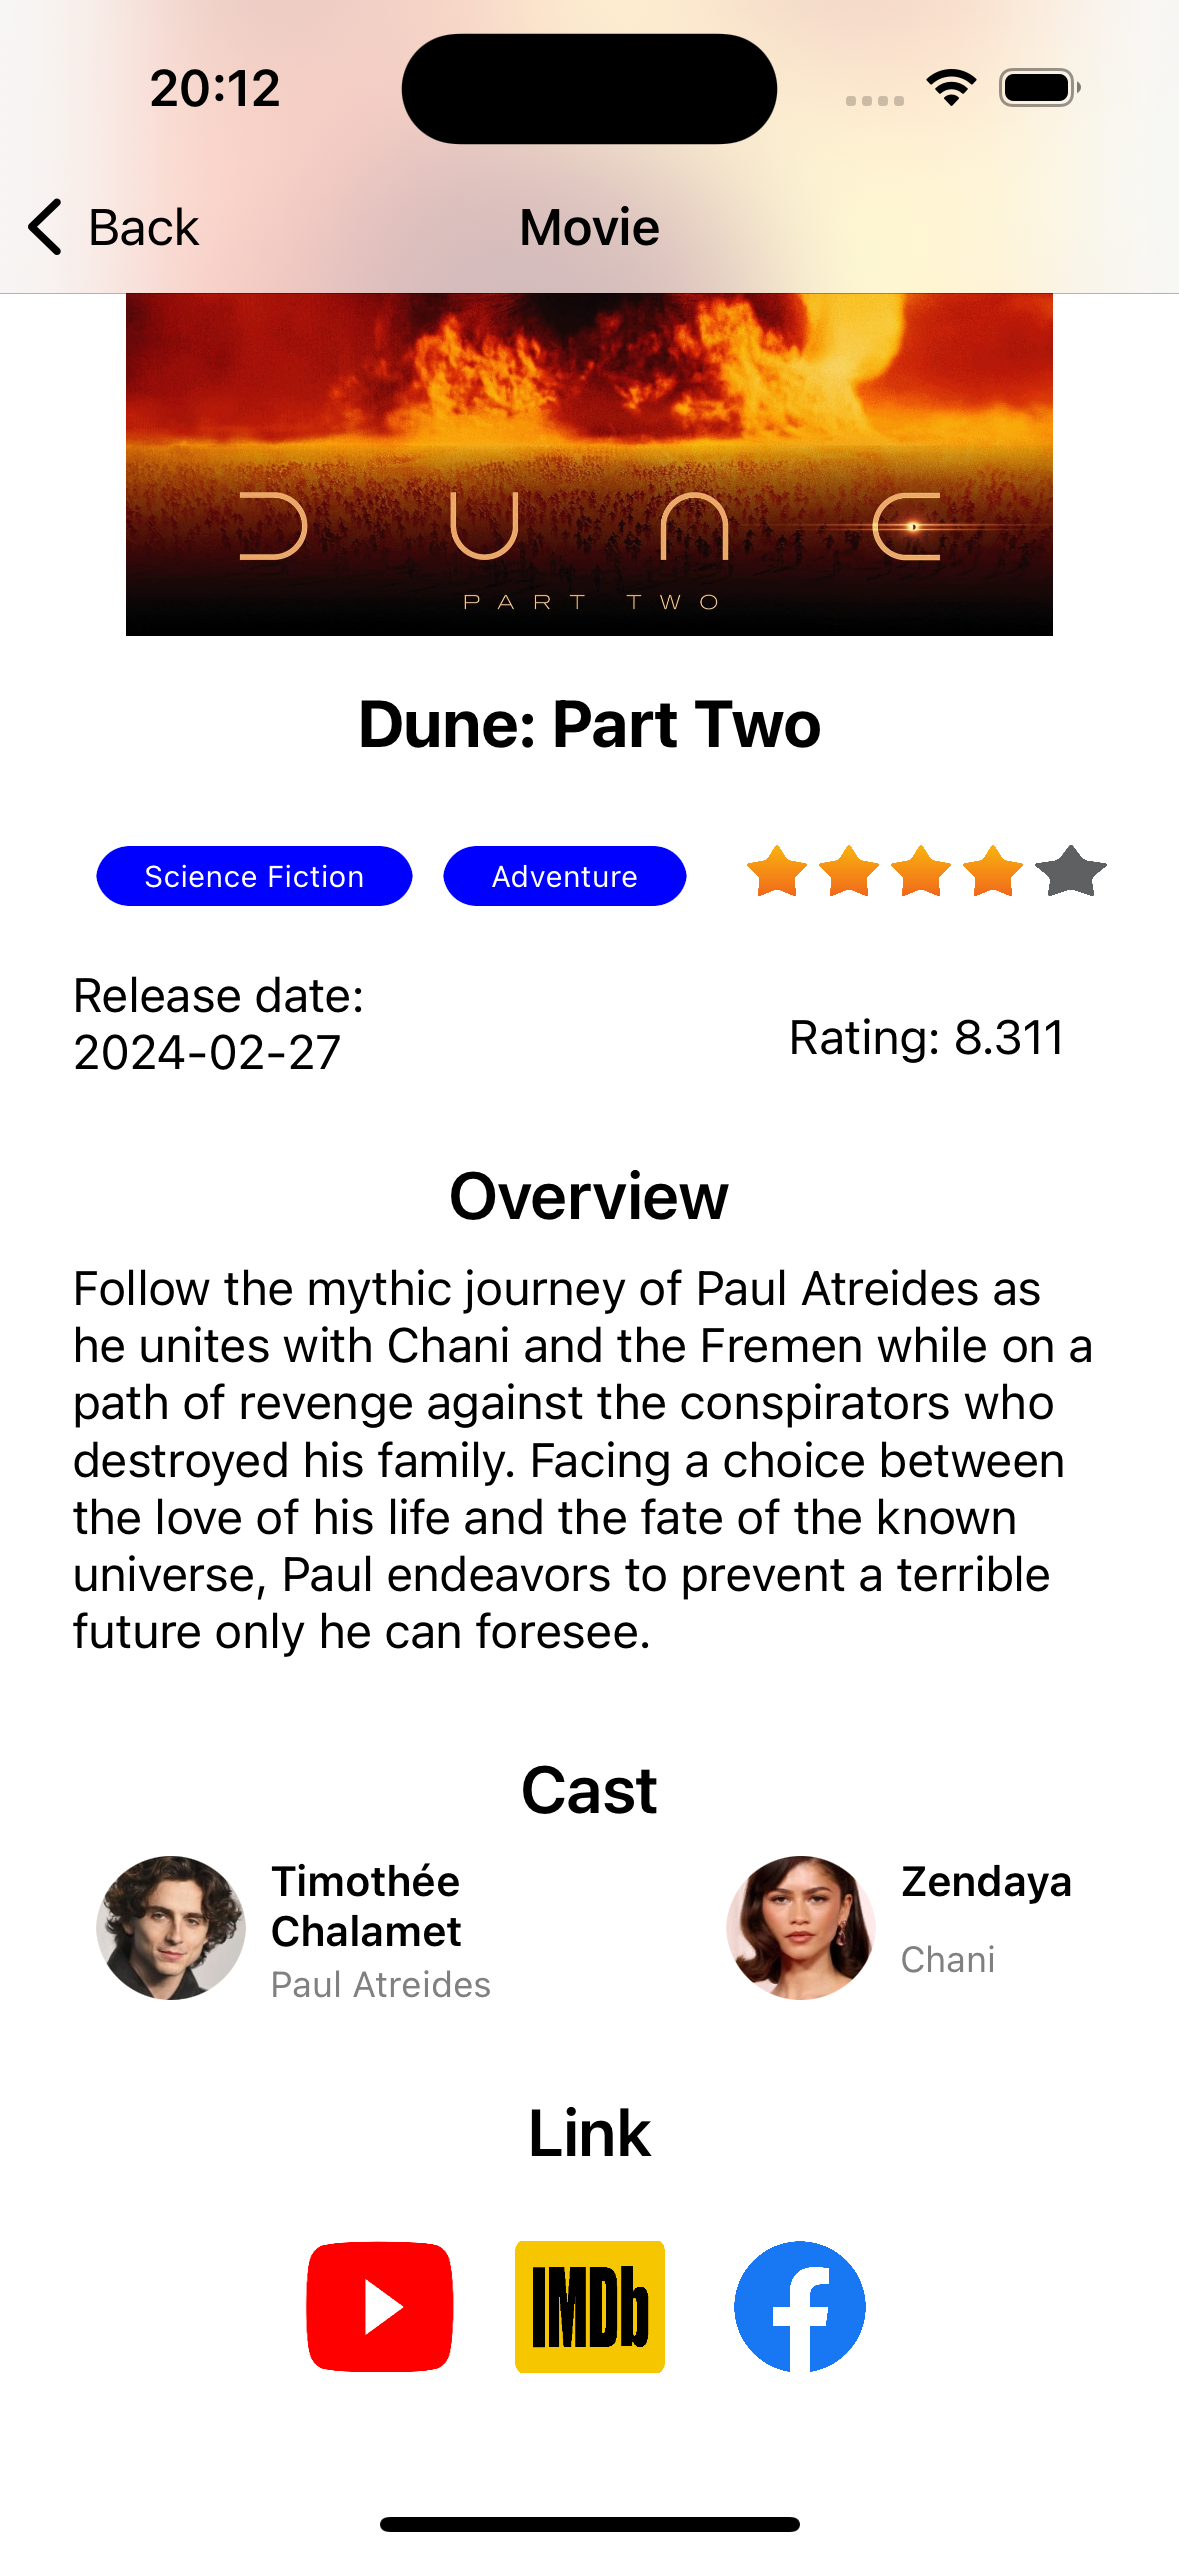 20:12
Back
Movie
DUNE
PART TWO
Dune: Part Two
Science Fiction
Adventure
Release date:
2024-02-27
Rating: 8.311
Overview
Follow the mythic journey of Paul Atreides as
he unites with Chani and the Fremen while on a
path of revenge against the conspirators who
destroyed his family. Facing a choice between
the love of his life and the fate of the known
universe, Paul endeavors to prevent a terrible
future only he can foresee.
Cast
Timothée
Chalamet
Paul Atreides
Zendaya
Chani
Link
IMDb